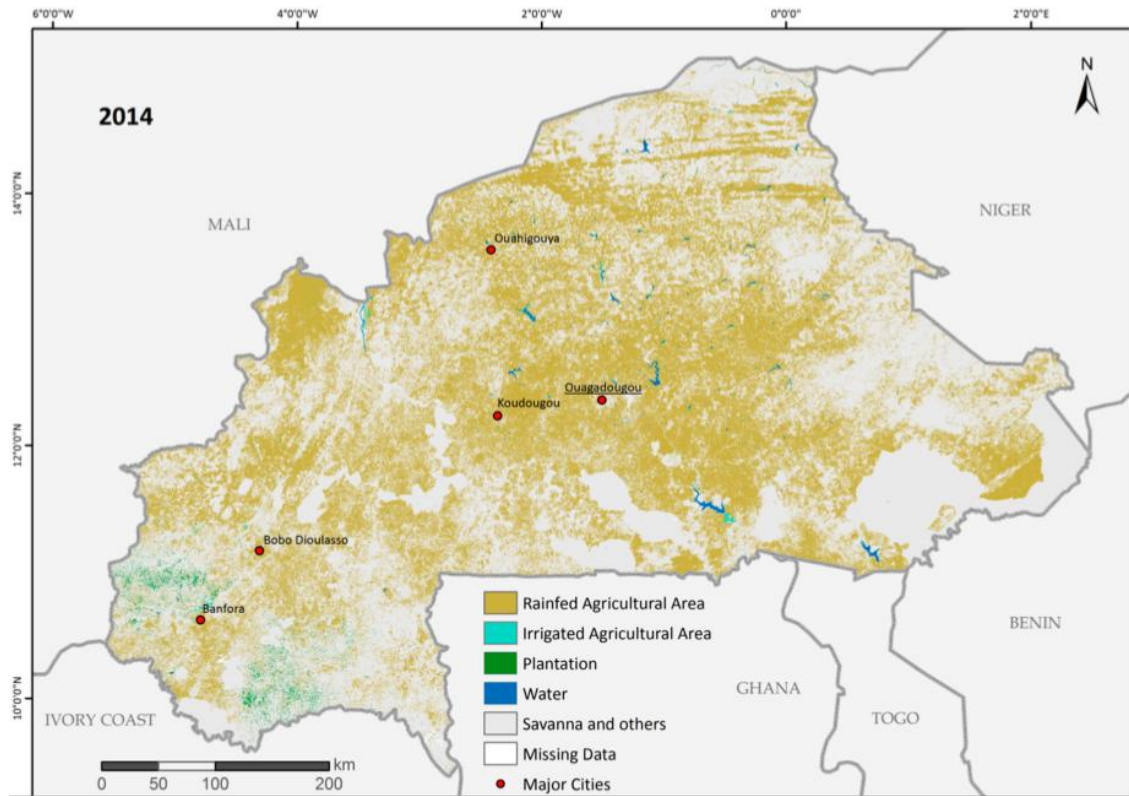 6°0'0"W 4°0'0"W 2°0'0"W 0°0'0" 2°0'0"E
N
2014
14°0'0"N
MALI
NIGER
Ouahigouya
Ouagadougou
Koudougou
12°0'0"N
Bobo Dioulasso
Banfora
Rainfed Agricultural Area
Irrigated Agricultural Area
Plantation
Water
Savanna and others
Missing Data
Major Cities
BENIN
GHANA
TOGO
10°0'0"N
IVORY COAST
km
0 50 100 200